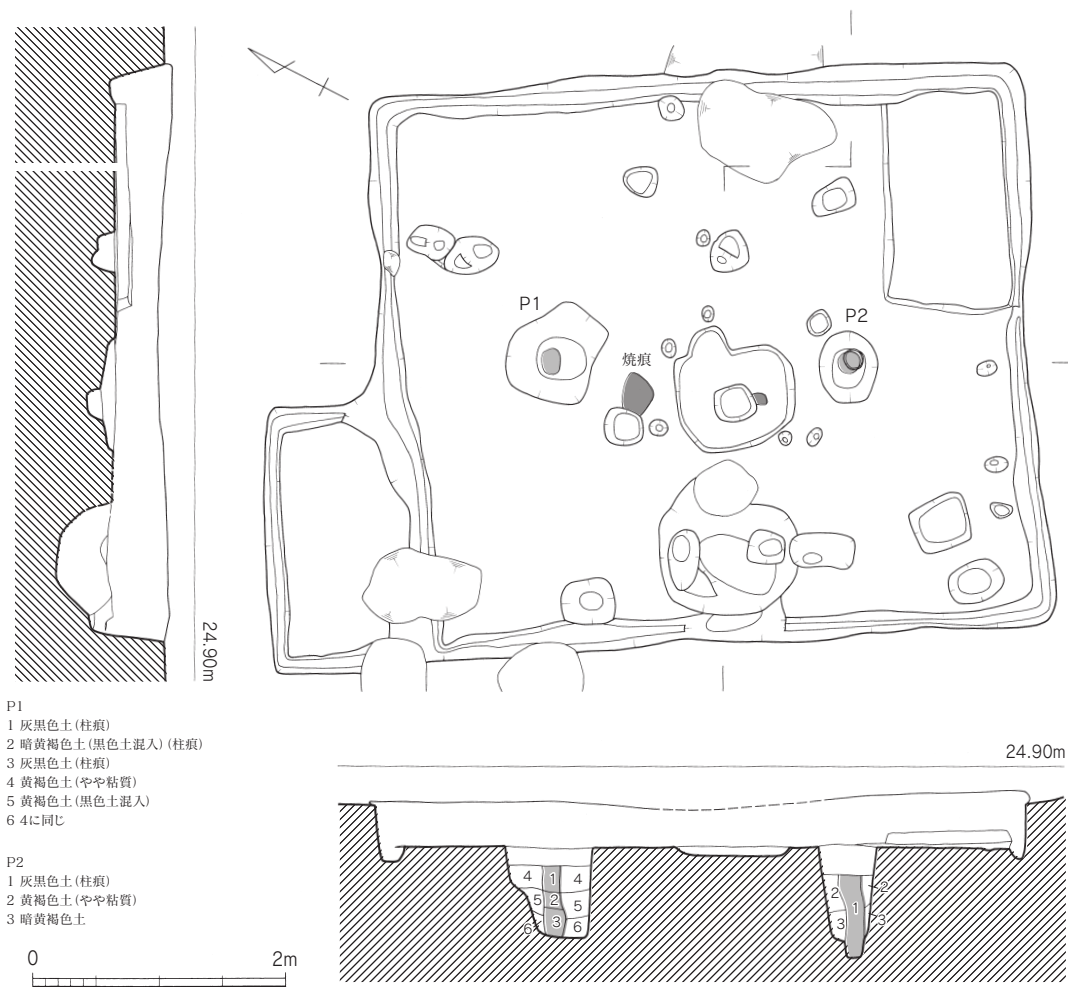 P1
P2
焼痕
24.90m
P1
1 灰黒色土(柱痕)
2 暗黄褐色土(黒色土混入) (柱痕)
3 灰黒色土(柱痕)
4 黄褐色土(やや粘質)
5 黄褐色土(黒色土混入)
6 4に同じ
P2
1 灰黒色土(柱痕)
2 黄褐色土(やや粘質)
3 暗黄褐色土
0 2m
24.90m
4 1 4
5 2 5
6 3 6
2 1 2
3 3